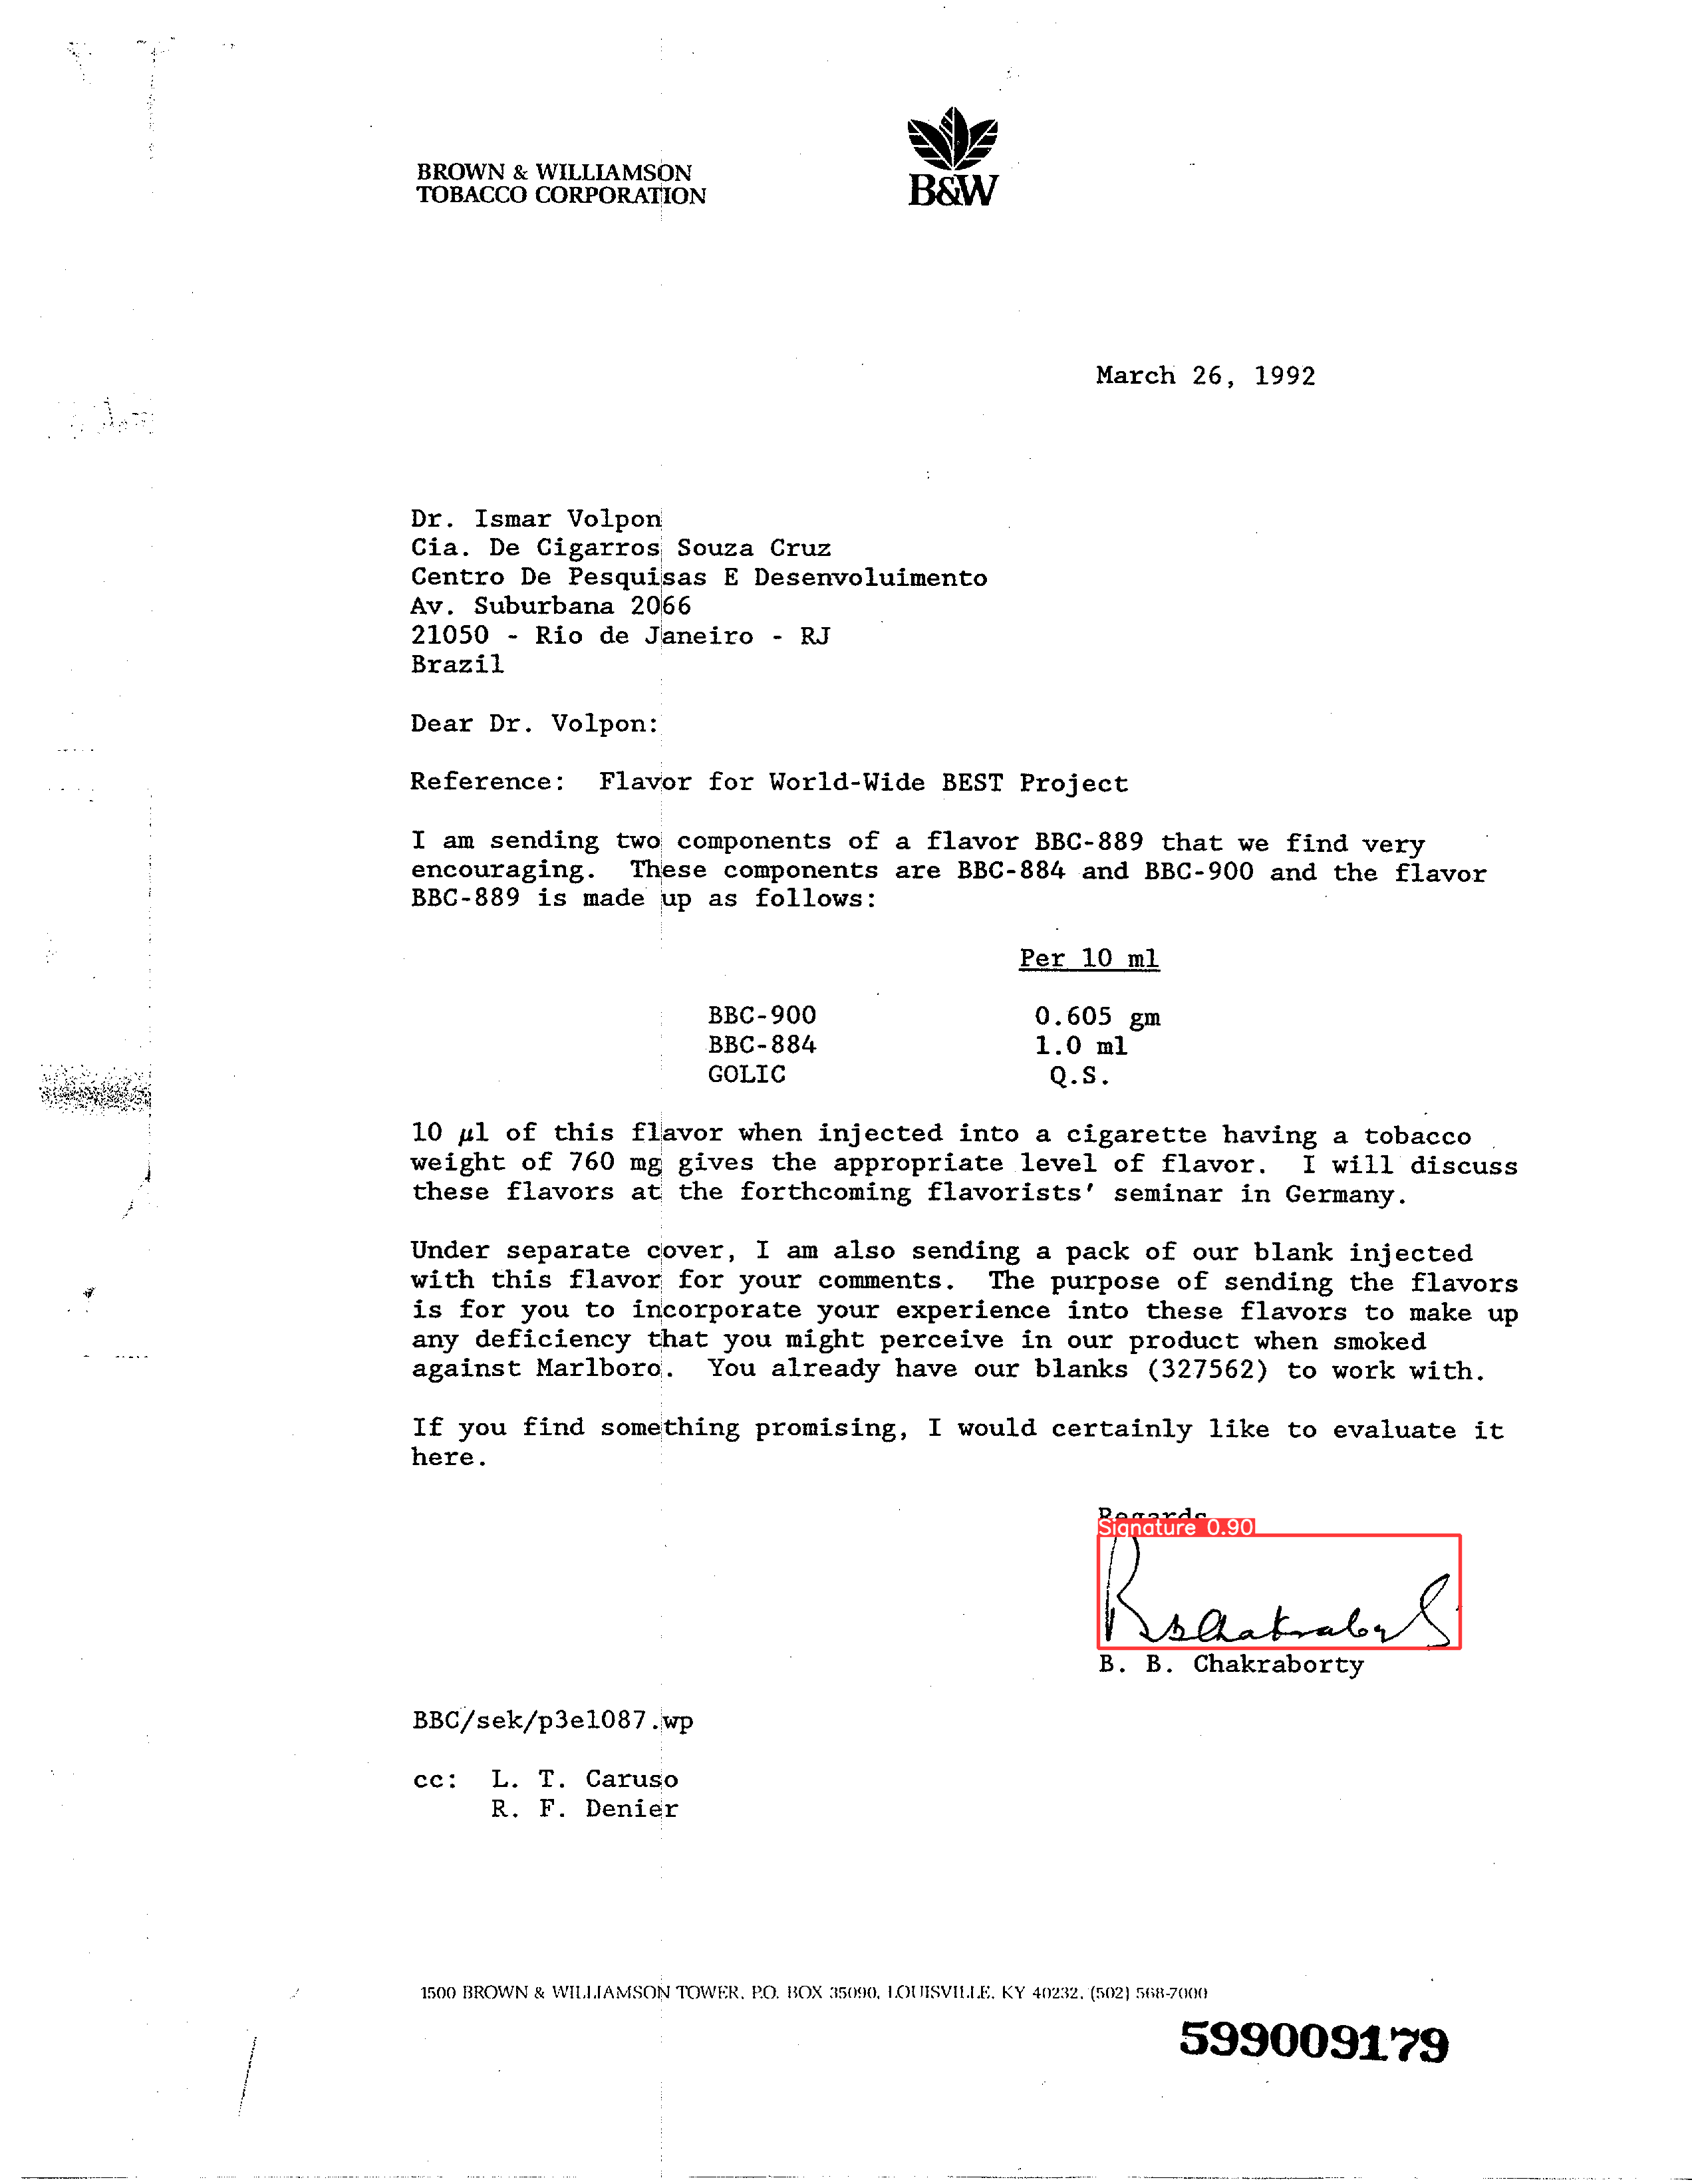 BROWN & WILLIAMSON
TOBACCO CORPORATION
B&W
March 26, 1992
Dr. Ismar Volpon
Cia. De Cigarros Souza Cruz
Centro De Pesquisas E Desenvoluimento
Av. Suburbana 2066
21050 - Rio de Janeiro - RJ
Brazil
Dear Dr. Volpon:
Reference: Flavor for World-Wide BEST Project
I am sending two components of a flavor BBC-889 that we find very
encouraging. These components are BBC-884 and BBC-900 and the flavor
BBC-889 is made up as follows:
Per 10 ml
BBC-900 0.605 gm
BBC-884 1.0 ml
GOLIC Q.S.
10 μl of this flavor when injected into a cigarette having a tobacco
weight of 760 mg gives the appropriate level of flavor. I will discuss
these flavors at the forthcoming flavorists' seminar in Germany.
Under separate cover, I am also sending a pack of our blank injected
with this flavor for your comments. The purpose of sending the flavors
is for you to incorporate your experience into these flavors to make up
any deficiency that you might perceive in our product when smoked
against Marlboro. You already have our blanks (327562) to work with.
If you find something promising, I would certainly like to evaluate it
here.
Regards
Signature 0.90
B. B. Chakraborty
BBC/sek/p3e1087.wp
cc: L. T. Caruso
R. F. Denier
1500 BROWN & WILLIAMSON TOWER, P.O. BOX 35090, LOUISVILLE, KY 40232, (502) 568-7000
599009179